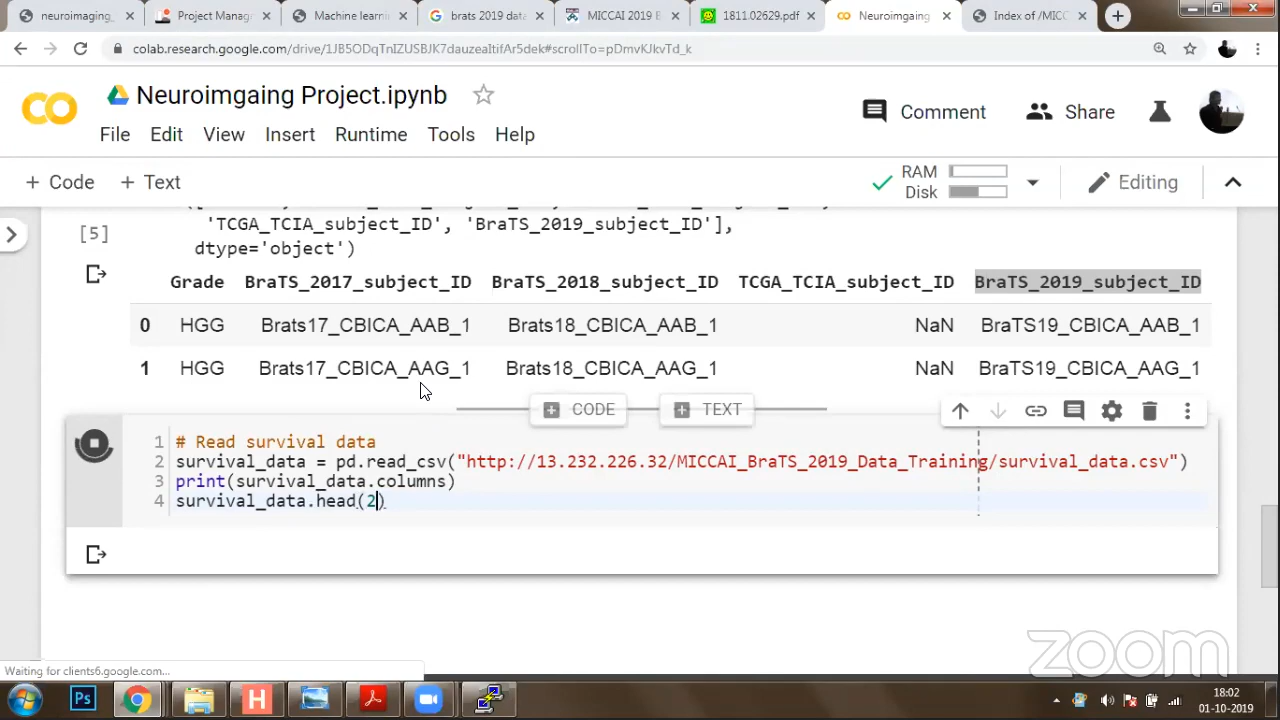 neuroimaging_
Project Manag
Machine learni
brats 2019 da
MICCAI 2019 B
1811.02629.pdf
Neuroimgaing
Index of /MICC
colab.research.google.com/drive/1JB5ODqTnIZUSBJK7dauzeaItifAr5dek#scrollTo=pDmvKJkvTd_k
Neuroimgaing Project.ipynb
Comment
Share
File Edit View Insert Runtime Tools Help
+ Code + Text
RAM
Disk
Editing
'TCGA_TCIA_subject_ID', 'BraTS_2019_subject_ID'],
[5]
dtype='object')
Grade BraTS_2017_subject_ID BraTS_2018_subject_ID TCGA_TCIA_subject_ID BraTS_2019_subject_ID
0 HGG Brats17_CBICA_AAB_1 Brats18_CBICA_AAB_1 NaN BraTS19_CBICA_AAB_1
1 HGG Brats17_CBICA_AAG_1 Brats18_CBICA_AAG_1 NaN BraTS19_CBICA_AAG_1
CODE
TEXT
1 # Read survival data
2 survival_data = pd.read_csv("http://13.232.226.32/MICCAI_BraTS_2019_Data_Training/survival_data.csv")
3 print(survival_data.columns)
4 survival_data.head(2)
zoom
Waiting for clients6.google.com...
Ps
H
18:02
01-10-2019